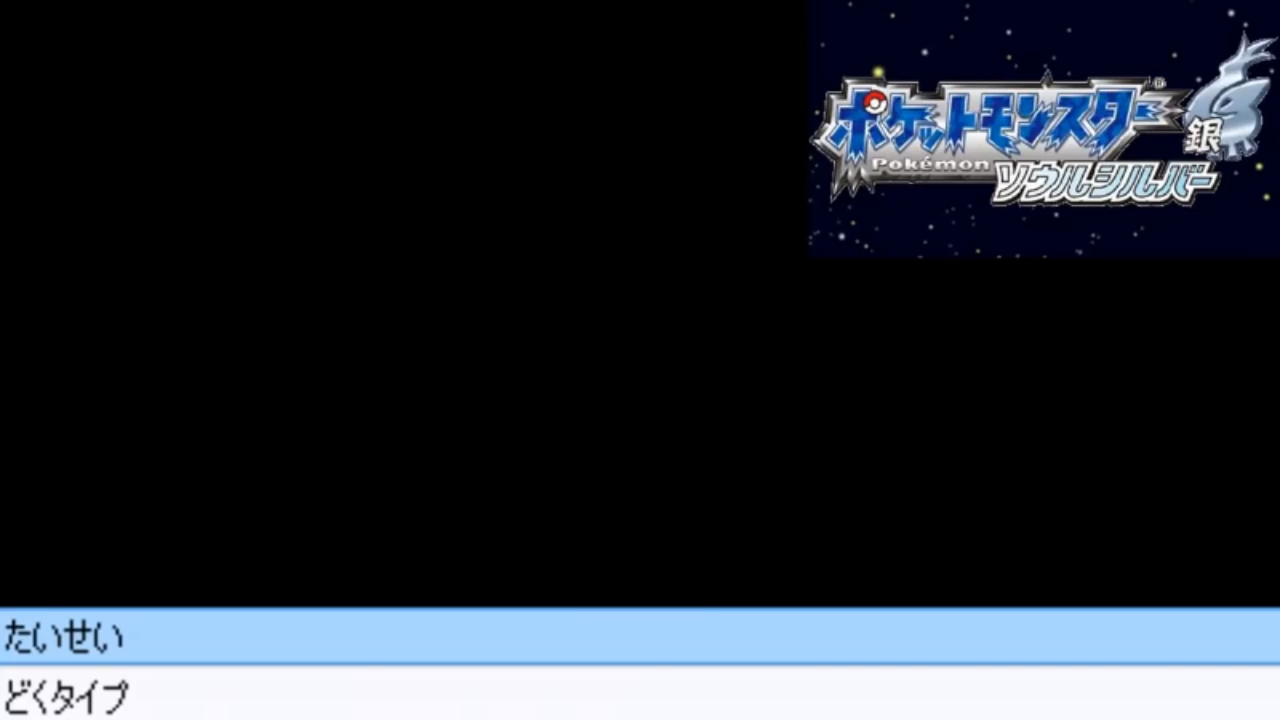 ポケットモンスター
®
銀
Pokémon
ソウルシルバー
たいせい
どくタイプ